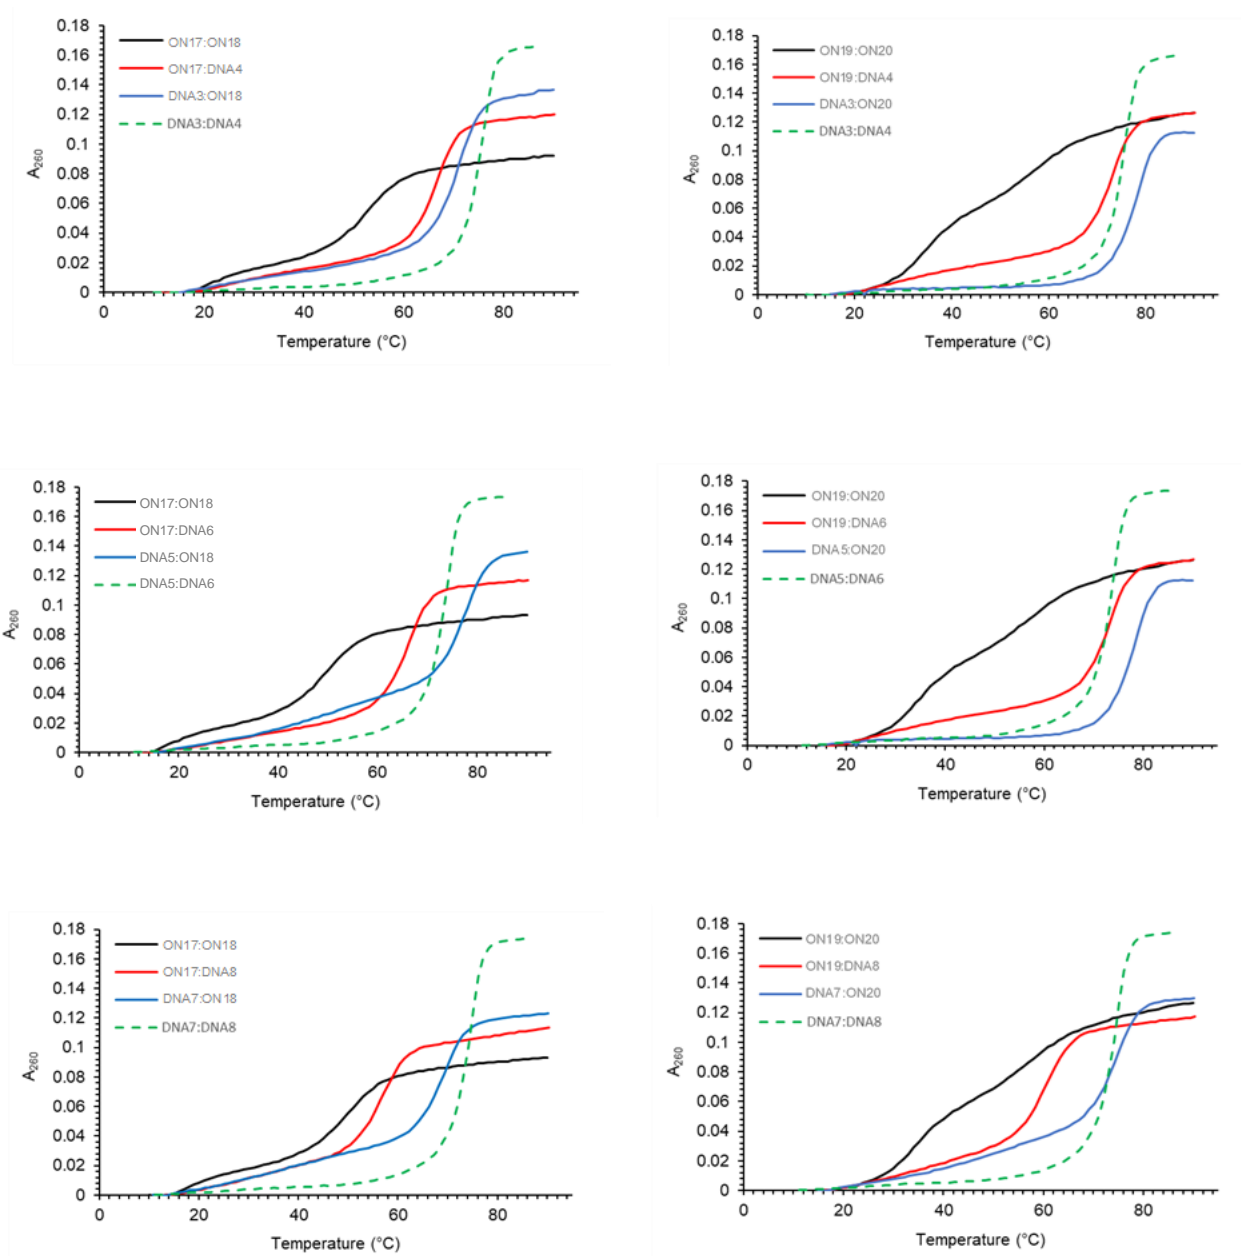 0.18
0.16
0.14
0.12
0.1
0.08
0.06
0.04
0.02
0
A260
ON17:ON18
ON17:DNA4
DNA3:ON18
DNA3:DNA4
0 20 40 60 80
Temperature (°C)
0.18
0.16
0.14
0.12
0.1
0.08
0.06
0.04
0.02
0
A260
ON19:ON20
ON19:DNA4
DNA3:ON20
DNA3:DNA4
0 20 40 60 80
Temperature (°C)
0.18
0.16
0.14
0.12
0.1
0.08
0.06
0.04
0.02
0
A260
ON17:ON18
ON17:DNA6
DNA5:ON18
DNA5:DNA6
0 20 40 60 80
Temperature (°C)
0.18
0.16
0.14
0.12
0.1
0.08
0.06
0.04
0.02
0
A260
ON19:ON20
ON19:DNA6
DNA5:ON20
DNA5:DNA6
0 20 40 60 80
Temperature (°C)
0.18
0.16
0.14
0.12
0.1
0.08
0.06
0.04
0.02
0
A260
ON17:ON18
ON17:DNA8
DNA7:ON18
DNA7:DNA8
0 20 40 60 80
Temperature (°C)
0.18
0.16
0.14
0.12
0.1
0.08
0.06
0.04
0.02
0
A260
ON19:ON20
ON19:DNA8
DNA7:ON20
DNA7:DNA8
0 20 40 60 80
Temperature (°C)